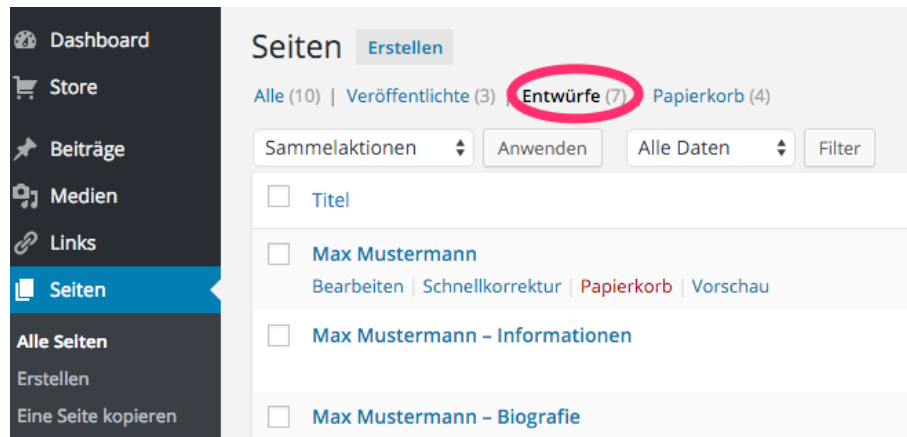 Dashboard
Store
Beiträge
Medien
Links
Seiten
Alle Seiten
Erstellen
Eine Seite kopieren
Seiten Erstellen
Alle (10) | Veröffentlichte (3) | Entwürfe (7) | Papierkorb (4)
Sammelaktionen Anwenden Alle Daten Filter
Titel
Max Mustermann
Bearbeiten | Schnellkorrektur | Papierkorb | Vorschau
Max Mustermann – Informationen
Max Mustermann – Biografie